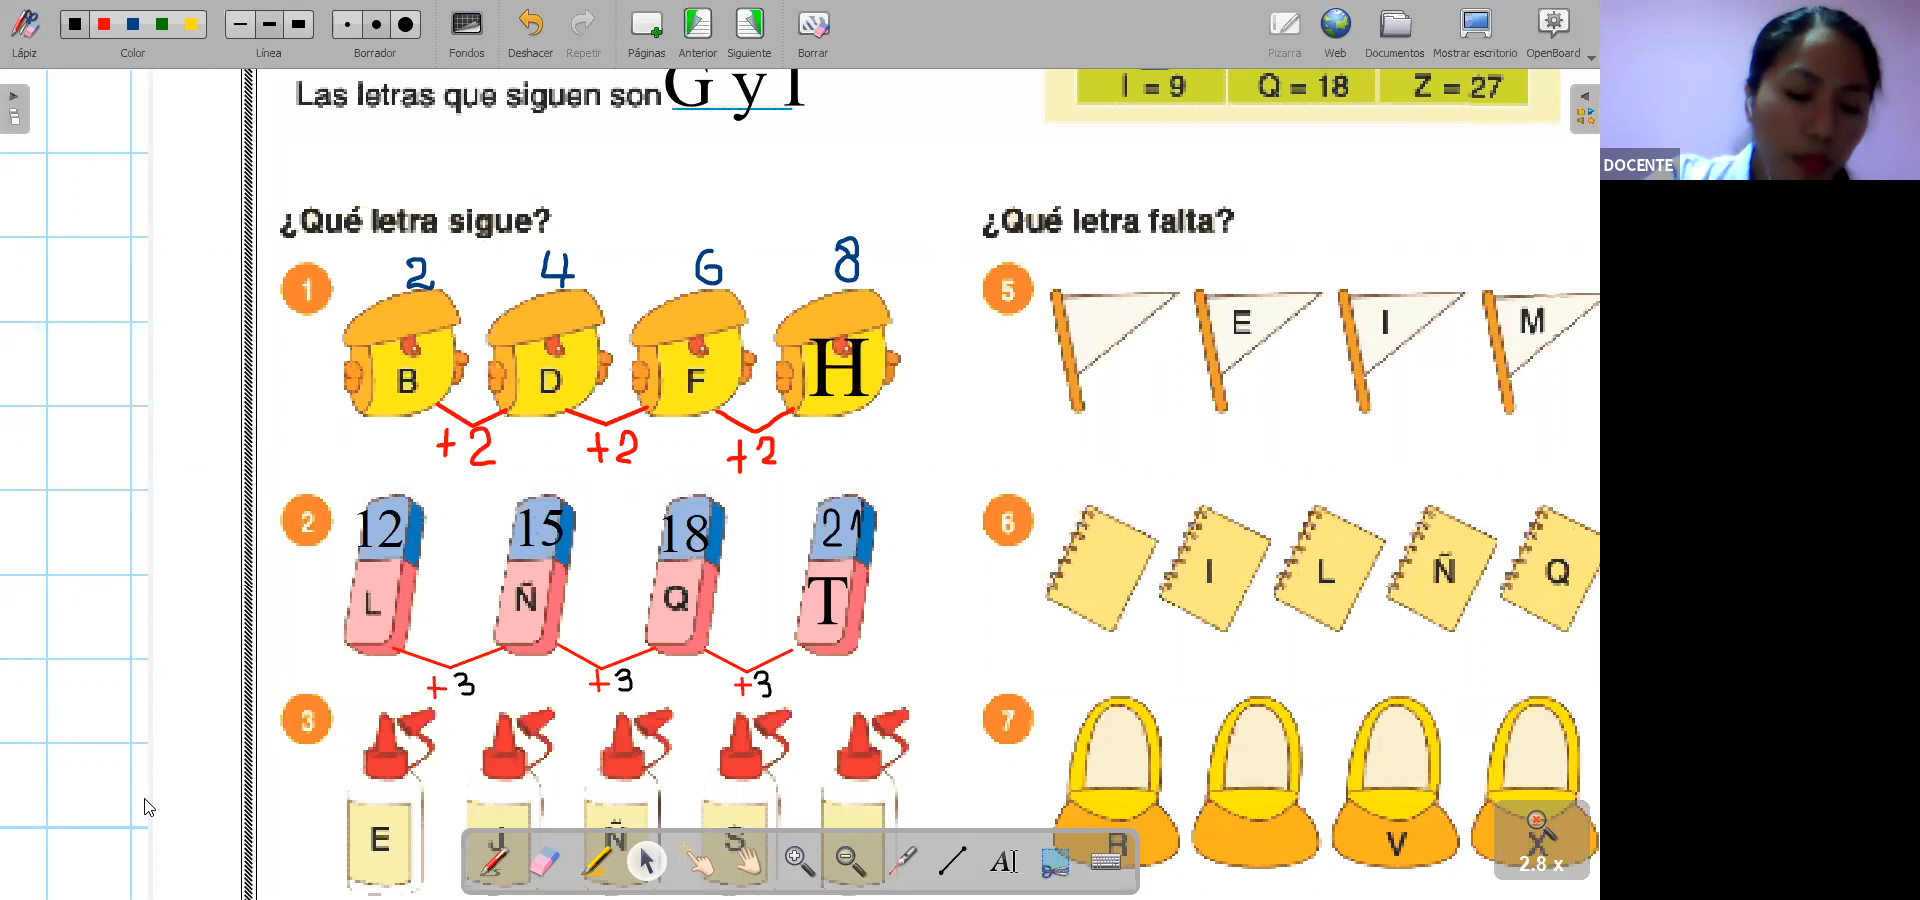 Lápiz Color Línea Borrador Fondos Deshacer Repetir Páginas Anterior Siguiente Borrar Pizarra Web Documentos Mostrar escritorio OpenBoard
Las letras que siguen son G y I
I = 9 Q = 18 Z = 27
DOCENTE
¿Qué letra sigue?
2 4 6 8
1 B D F H
+2 +2 +2
2 12 15 18 21
L Ñ Q T
+3 +3 +3
3 E J Ñ S
¿Qué letra falta?
5 E I M
6 I L Ñ Q
7 R V X
2.8 x